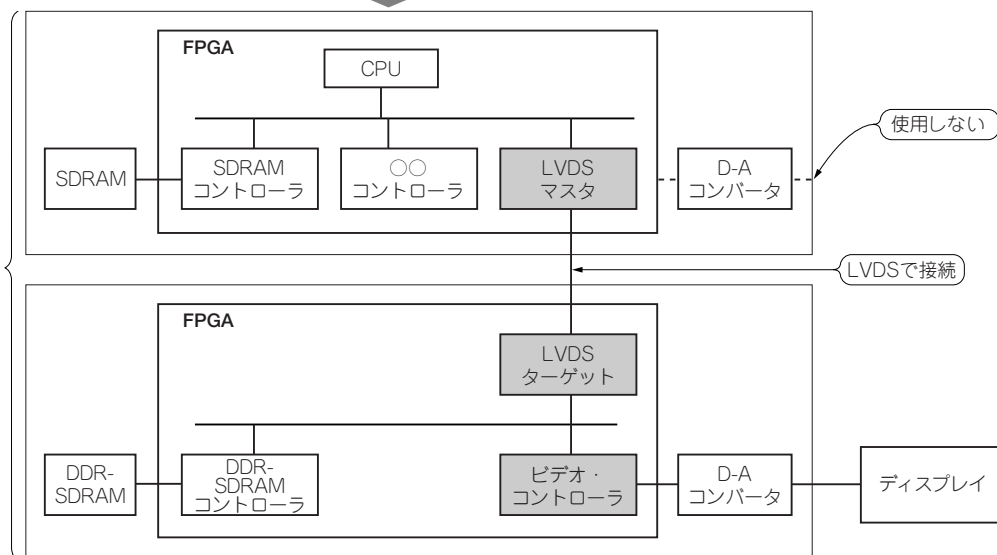 FPGA
CPU
使用しない
SDRAM
SDRAM
コントローラ
○○
コントローラ
LVDS
マスタ
D-A
コンバータ
LVDSで接続
FPGA
LVDS
ターゲット
DDR-
SDRAM
DDR-
SDRAM
コントローラ
ビデオ・
コントローラ
D-A
コンバータ
ディスプレイ